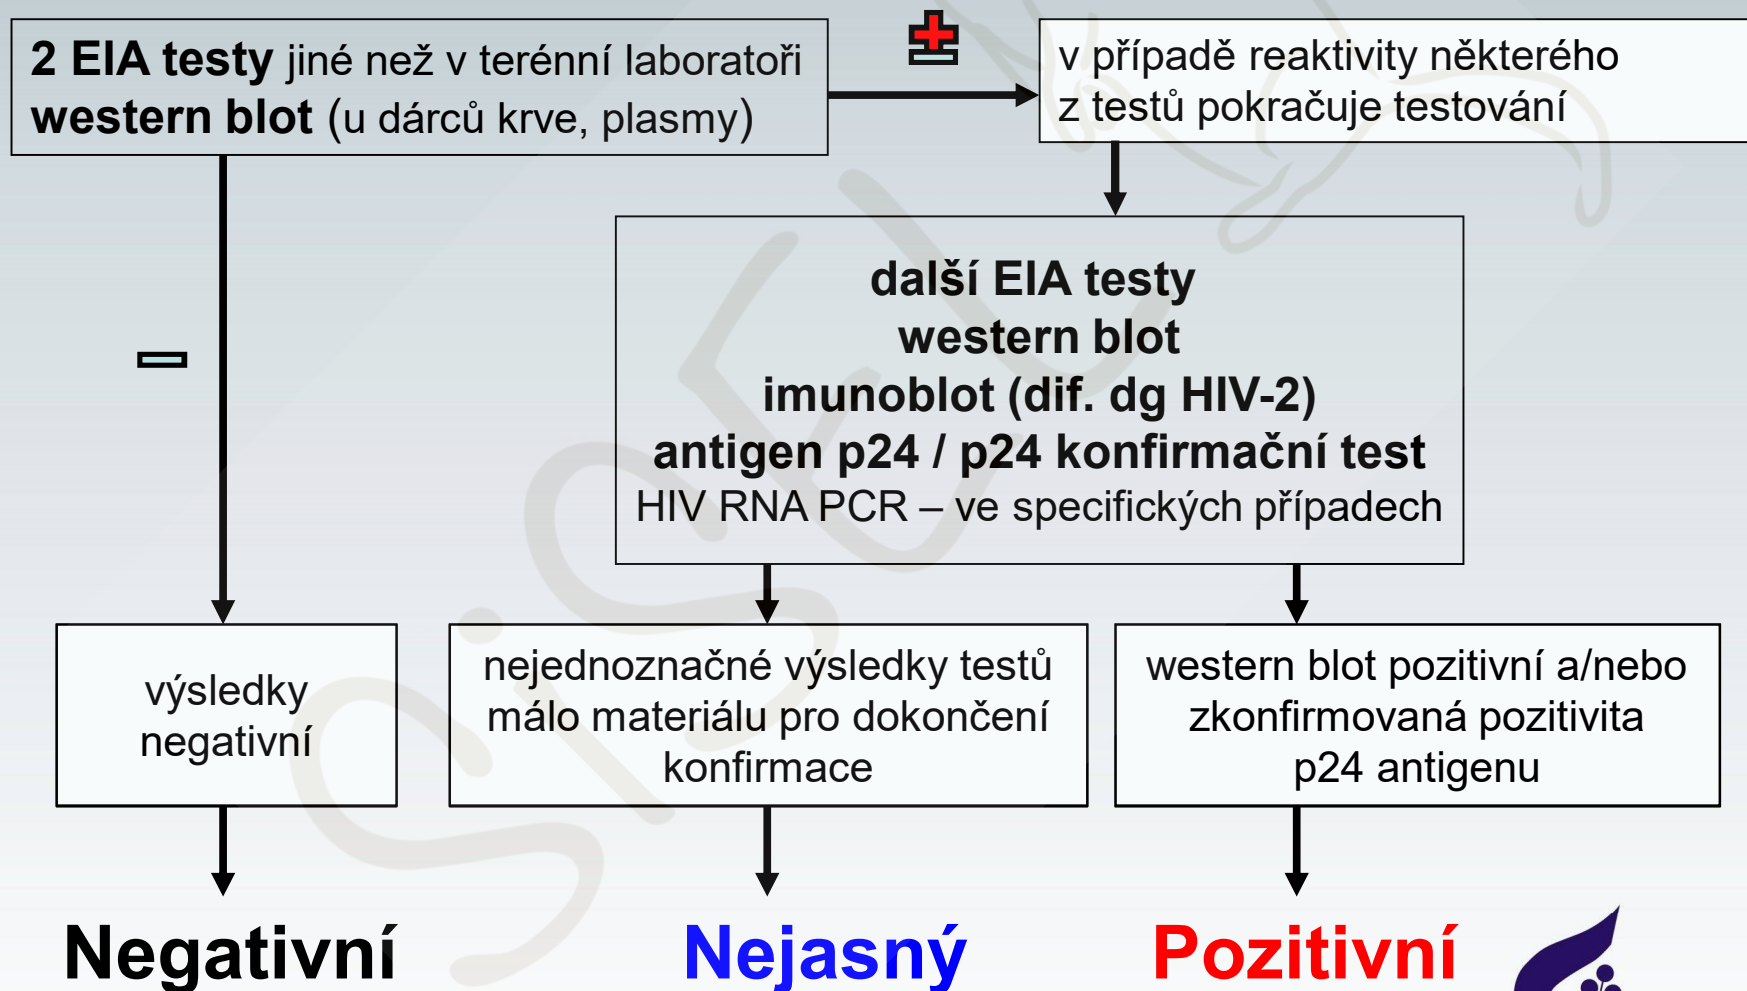 2 EIA testy jiné než v terénní laboratoři
western blot (u dárců krve, plasmy)
±
v případě reaktivity některého
z testů pokračuje testování
další EIA testy
western blot
imunoblot (dif. dg HIV-2)
antigen p24 / p24 konfirmační test
HIV RNA PCR – ve specifických případech
–
výsledky
negativní
nejednoznačné výsledky testů
málo materiálu pro dokončení
konfirmace
western blot pozitivní a/nebo
zkonfirmovaná pozitivita
p24 antigenu
Negativní
Nejasný
Pozitivní
SiSEL